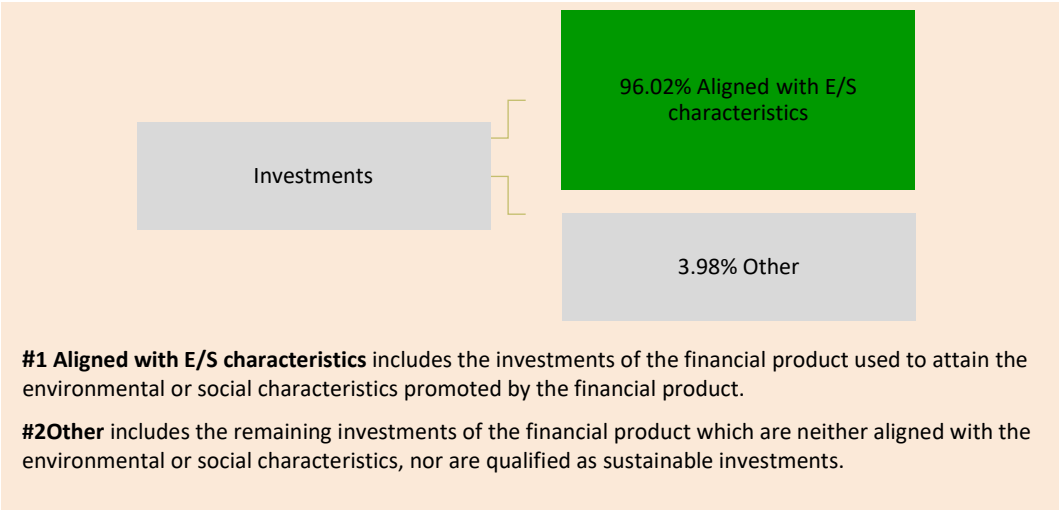 96.02% Aligned with E/S
characteristics
Investments
3.98% Other
#1 Aligned with E/S characteristics includes the investments of the financial product used to attain the
environmental or social characteristics promoted by the financial product.
#2Other includes the remaining investments of the financial product which are neither aligned with the
environmental or social characteristics, nor are qualified as sustainable investments.